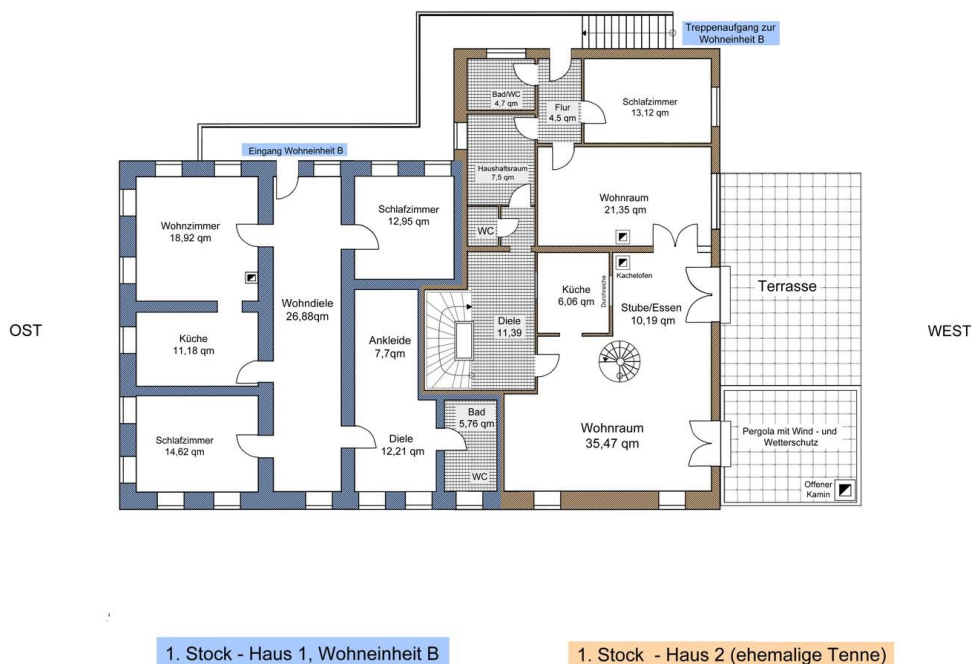 Treppenaufgang zur
Wohneinheit B
Bad/WC
4,7 qm
Flur
4,5 qm
Schlafzimmer
13,12 qm
Eingang Wohneinheit B
Haushaltsraum
7,5 qm
Wohnzimmer
18,92 qm
Schlafzimmer
12,95 qm
WC
Wohnraum
21,35 qm
Kachelofen
Terrasse
Wohndiele
26,88qm
Küche
6,06 qm
Durchreiche
Stube/Essen
10,19 qm
OST
WEST
Küche
11,18 qm
Ankleide
7,7qm
Diele
11,39
Schlafzimmer
14,62 qm
Diele
12,21 qm
Bad
5,76 qm
WC
Wohnraum
35,47 qm
Pergola mit Wind - und
Wetterschutz
Offener
Kamin
1. Stock - Haus 1, Wohneinheit B
1. Stock - Haus 2 (ehemalige Tenne)